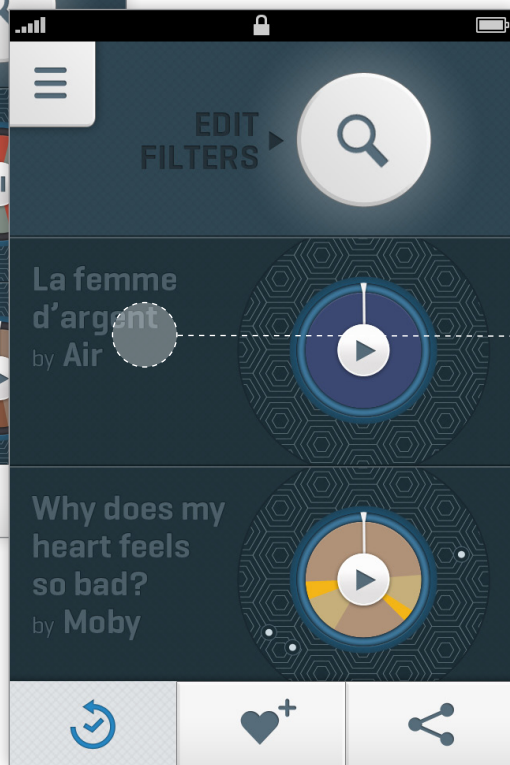 EDIT
FILTERS
La femme
d'argent
by Air
Why does my
heart feels
so bad?
by Moby